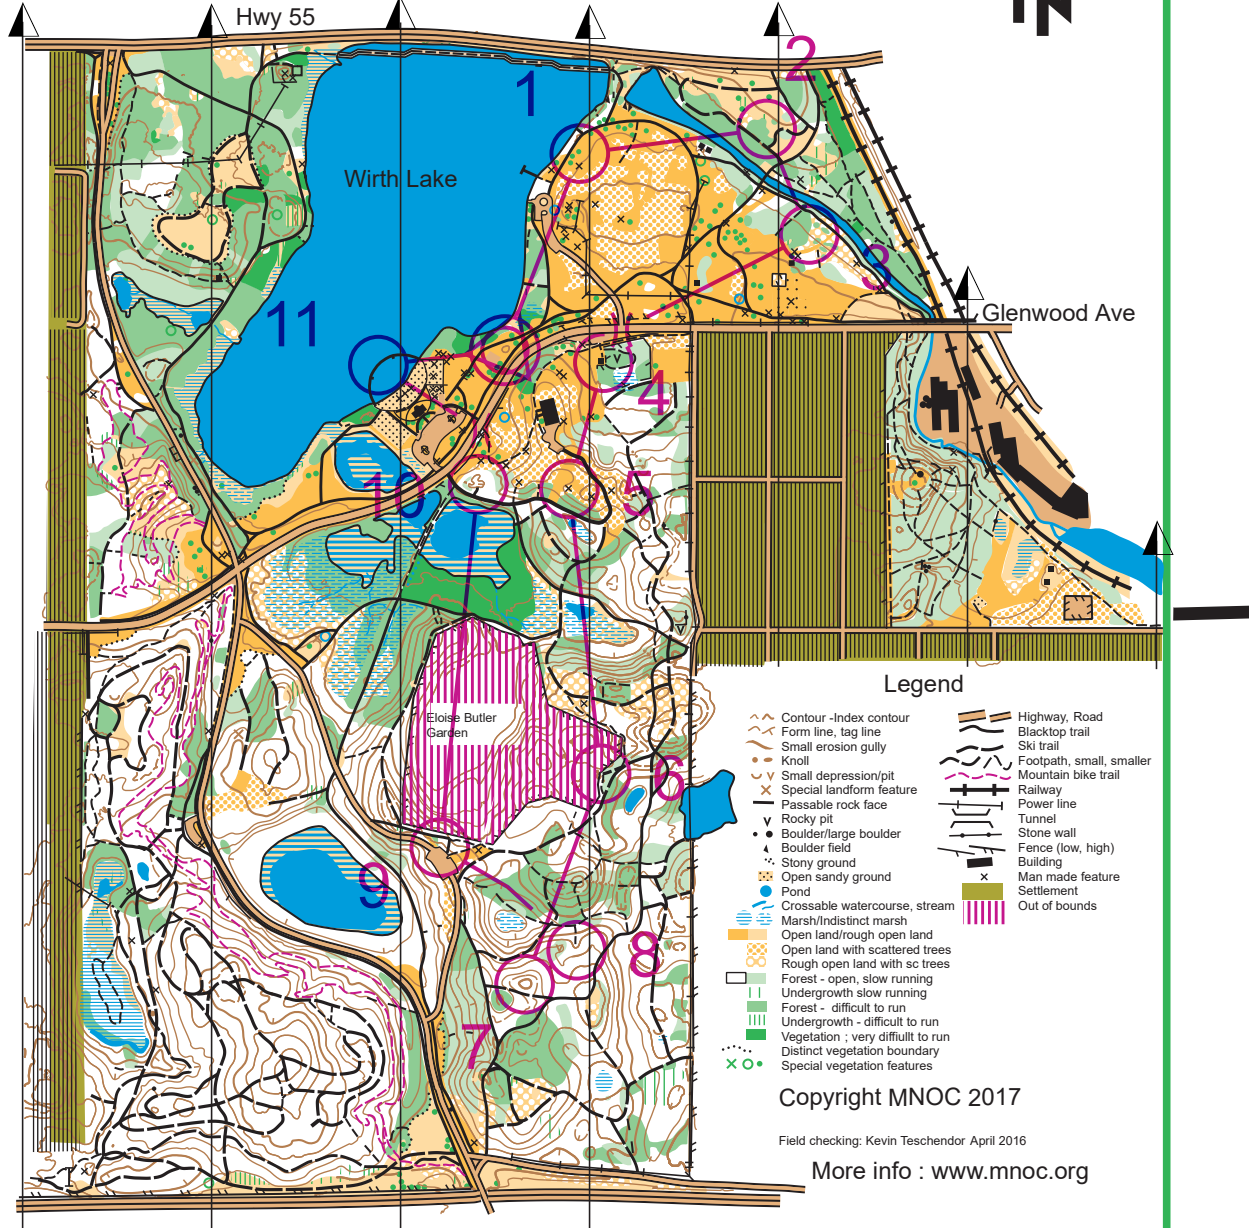 Hwy 55
2
1
Wirth Lake
3
11
Glenwood Ave
4
10
5
Eloise Butler
Garden
6
9
8
7
Legend
Contour -Index contour
Form line, tag line
Small erosion gully
Knoll
Small depression/pit
Special landform feature
Passable rock face
Rocky pit
Boulder/large boulder
Boulder field
Stony ground
Open sandy ground
Pond
Crossable watercourse, stream
Marsh/Indistinct marsh
Open land/rough open land
Open land with scattered trees
Rough open land with sc trees
Forest - open, slow running
Undergrowth slow running
Forest - difficult to run
Undergrowth - difficult to run
Vegetation ; very diffiullt to run
Distinct vegetation boundary
Special vegetation features
Highway, Road
Blacktop trail
Ski trail
Footpath, small, smaller
Mountain bike trail
Railway
Power line
Tunnel
Stone wall
Fence (low, high)
Building
Man made feature
Settlement
Out of bounds
Copyright MNOC 2017
Field checking: Kevin Teschendor April 2016
More info : www.mnoc.org